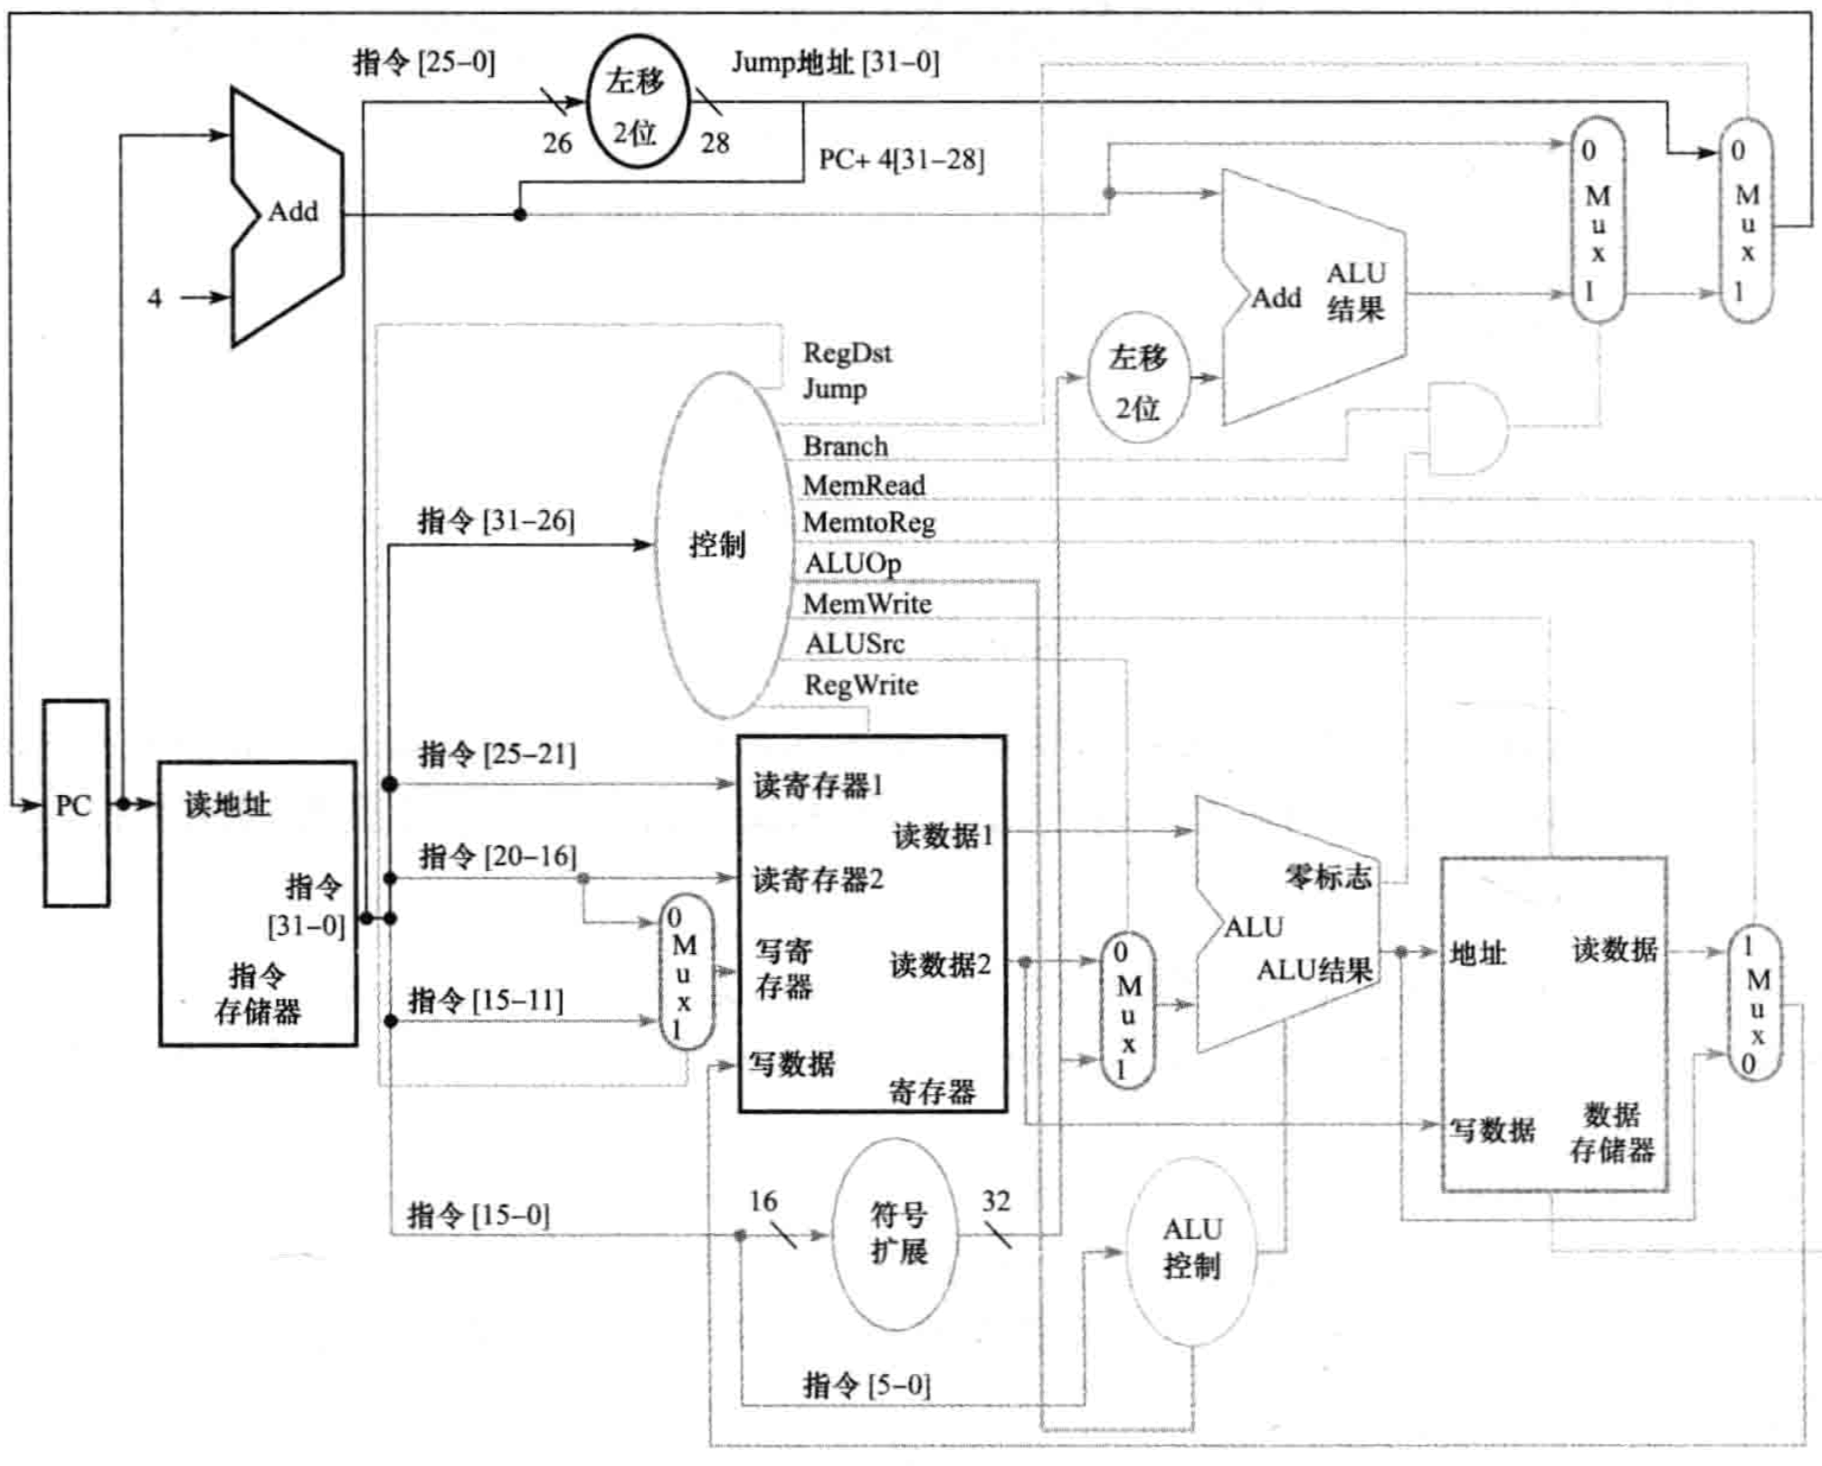 指令 [25–0]
左移
2位
Jump地址 [31–0]
26
28
PC+ 4[31–28]
Add
4
0
M
u
x
1
0
M
u
x
1
Add
ALU
结果
左移
2位
RegDst
Jump
Branch
MemRead
MemtoReg
ALUOp
MemWrite
ALUSrc
RegWrite
指令 [31–26]
控制
PC
读地址
指令
[31–0]
指令
存储器
指令 [25–21]
指令 [20–16]
指令 [15–11]
0
M
u
x
1
读寄存器1
读寄存器2
写寄
存器
写数据
读数据1
读数据2
寄存器
0
M
u
x
1
零标志
ALU
ALU结果
地址
读数据
写数据
数据
存储器
1
M
u
x
0
指令 [15–0]
16
符号
扩展
32
ALU
控制
指令 [5–0]